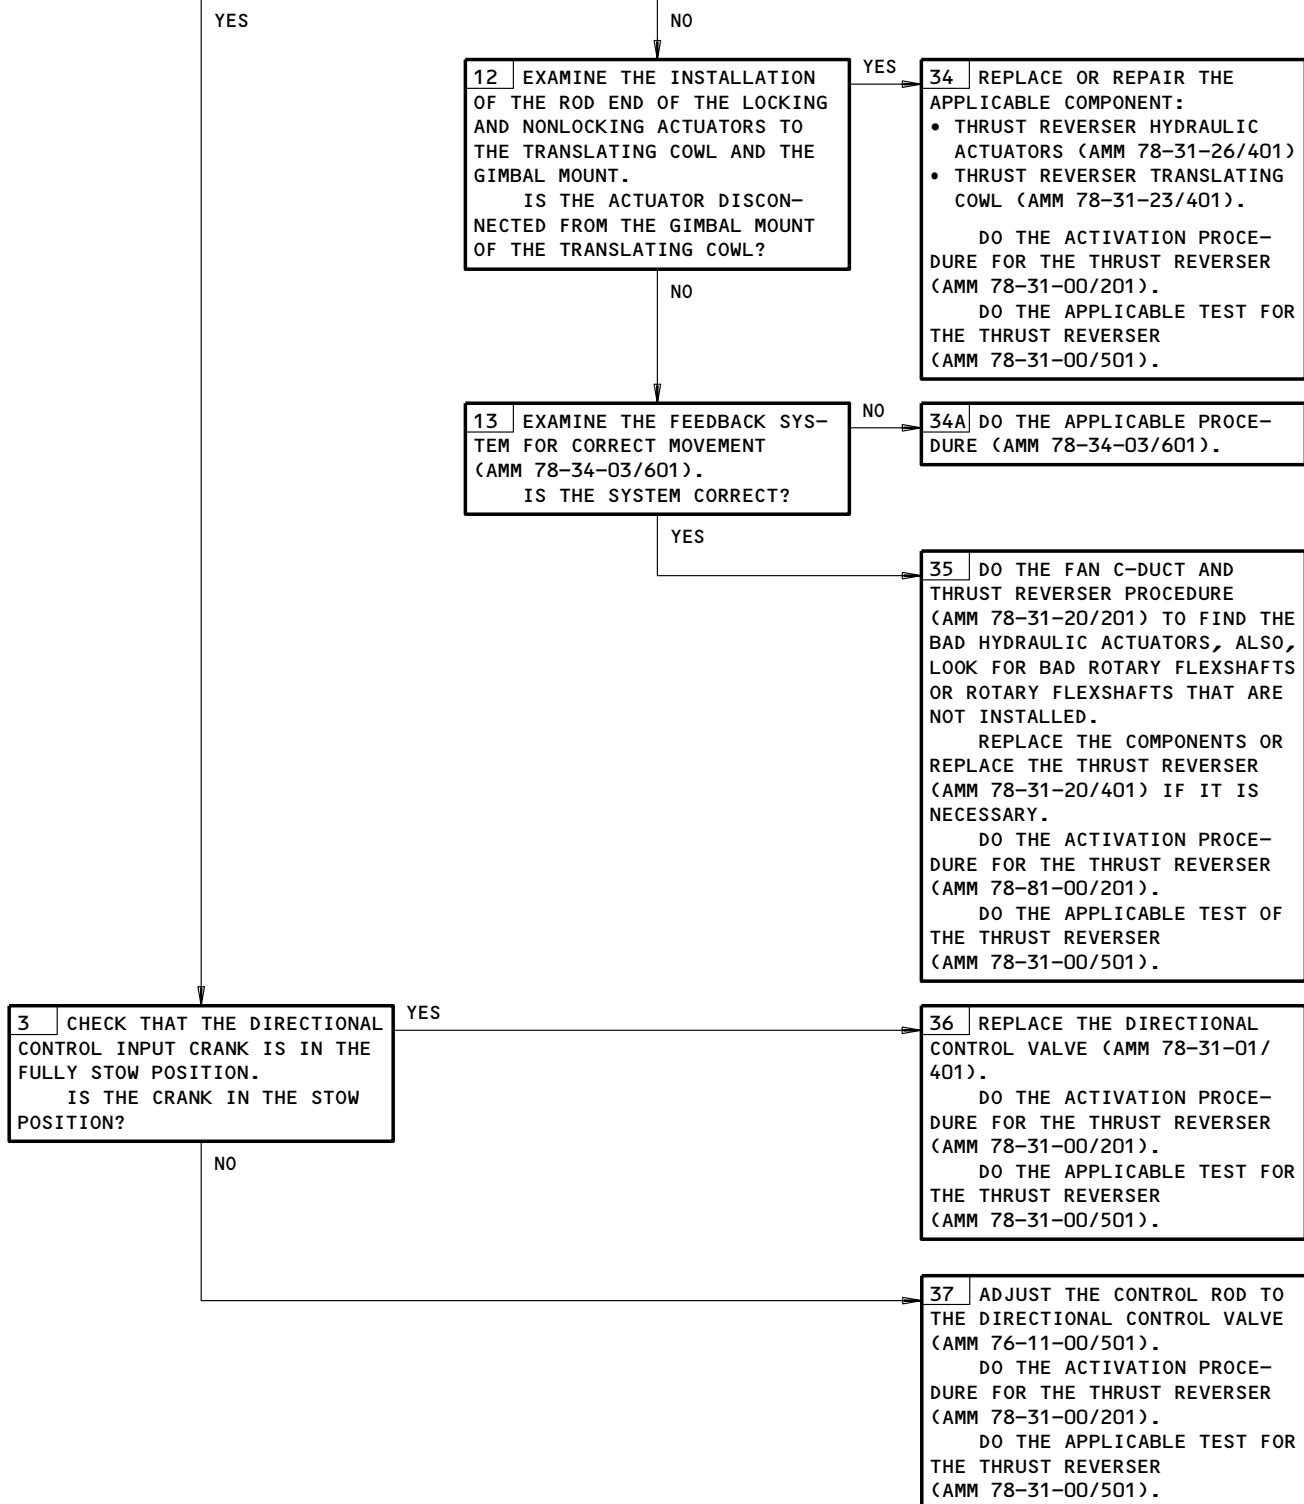 YES
NO
12 EXAMINE THE INSTALLATION
OF THE ROD END OF THE LOCKING
AND NONLOCKING ACTUATORS TO
THE TRANSLATING COWL AND THE
GIMBAL MOUNT.
IS THE ACTUATOR DISCON-
NECTED FROM THE GIMBAL MOUNT
OF THE TRANSLATING COWL?
YES
34 REPLACE OR REPAIR THE
APPLICABLE COMPONENT:
• THRUST REVERSER HYDRAULIC
ACTUATORS (AMM 78-31-26/401)
• THRUST REVERSER TRANSLATING
COWL (AMM 78-31-23/401).
DO THE ACTIVATION PROCE-
DURE FOR THE THRUST REVERSER
(AMM 78-31-00/201).
DO THE APPLICABLE TEST FOR
THE THRUST REVERSER
(AMM 78-31-00/501).
NO
13 EXAMINE THE FEEDBACK SYS-
TEM FOR CORRECT MOVEMENT
(AMM 78-34-03/601).
IS THE SYSTEM CORRECT?
NO
34A DO THE APPLICABLE PROCE-
DURE (AMM 78-34-03/601).
YES
35 DO THE FAN C-DUCT AND
THRUST REVERSER PROCEDURE
(AMM 78-31-20/201) TO FIND THE
BAD HYDRAULIC ACTUATORS, ALSO,
LOOK FOR BAD ROTARY FLEXSHAFTS
OR ROTARY FLEXSHAFTS THAT ARE
NOT INSTALLED.
REPLACE THE COMPONENTS OR
REPLACE THE THRUST REVERSER
(AMM 78-31-20/401) IF IT IS
NECESSARY.
DO THE ACTIVATION PROCE-
DURE FOR THE THRUST REVERSER
(AMM 78-81-00/201).
DO THE APPLICABLE TEST OF
THE THRUST REVERSER
(AMM 78-31-00/501).
3 CHECK THAT THE DIRECTIONAL
CONTROL INPUT CRANK IS IN THE
FULLY STOW POSITION.
IS THE CRANK IN THE STOW
POSITION?
YES
36 REPLACE THE DIRECTIONAL
CONTROL VALVE (AMM 78-31-01/
401).
DO THE ACTIVATION PROCE-
DURE FOR THE THRUST REVERSER
(AMM 78-31-00/201).
DO THE APPLICABLE TEST FOR
THE THRUST REVERSER
(AMM 78-31-00/501).
NO
37 ADJUST THE CONTROL ROD TO
THE DIRECTIONAL CONTROL VALVE
(AMM 76-11-00/501).
DO THE ACTIVATION PROCE-
DURE FOR THE THRUST REVERSER
(AMM 78-31-00/201).
DO THE APPLICABLE TEST FOR
THE THRUST REVERSER
(AMM 78-31-00/501).